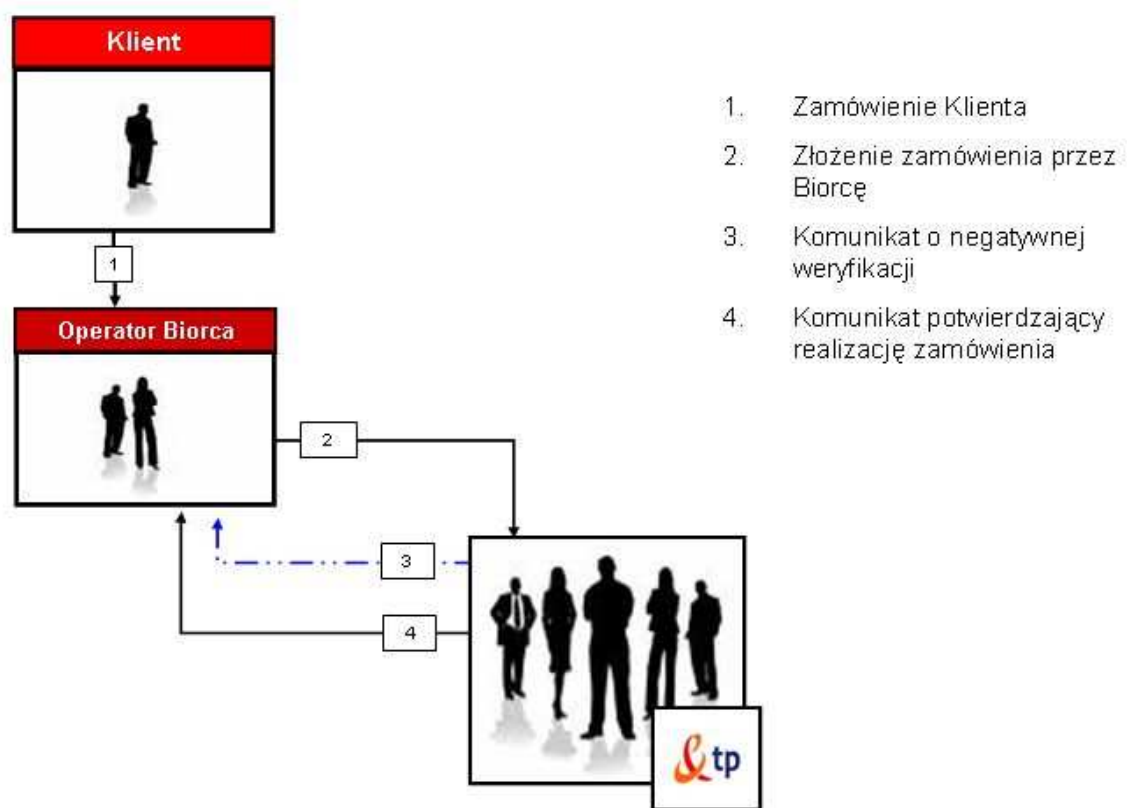 Klient
1
Operator Biorca
2
3
4
tp
1. Zamówienie Klienta
2. Złożenie zamówienia przez
Biorcę
3. Komunikat o negatywnej
weryfikacji
4. Komunikat potwierdzający
realizację zamówienia